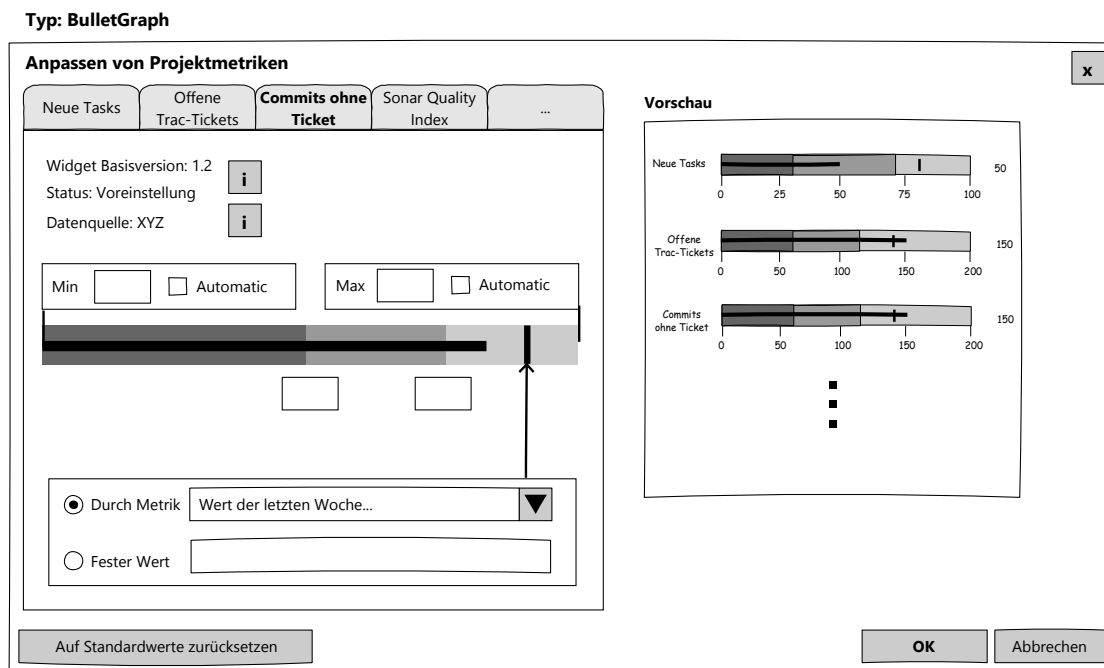 Typ: BulletGraph
Anpassen von Projektmetriken
x
Neue Tasks
Offene
Trac-Tickets
Commits ohne
Ticket
Sonar Quality
Index
...
Widget Basisversion: 1.2
i
Status: Voreinstellung
Datenquelle: XYZ
i
Min
Automatic
Max
Automatic
Durch Metrik
Wert der letzten Woche...
Fester Wert
Vorschau
Neue Tasks
50
0 25 50 75 100
Offene
Trac-Tickets
150
0 50 100 150 200
Commits
ohne Ticket
150
0 50 100 150 200
Auf Standardwerte zurücksetzen
OK
Abbrechen